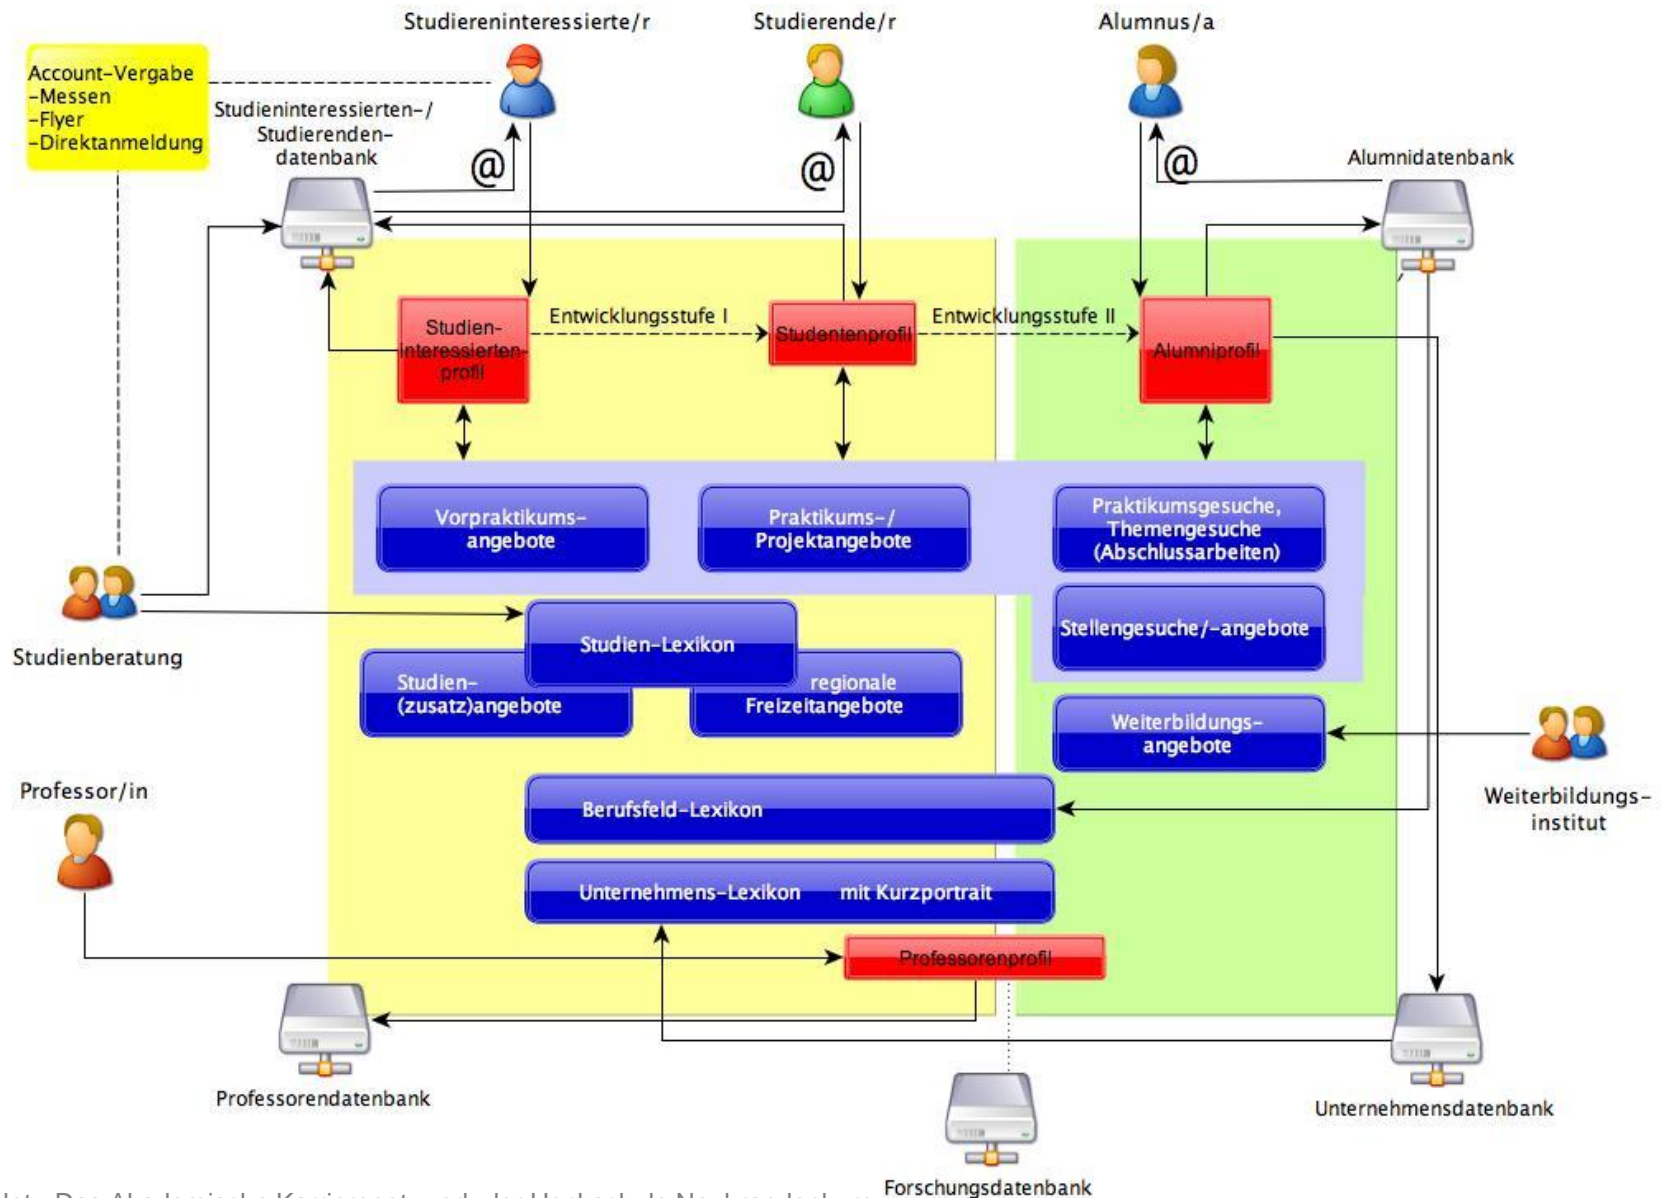 Studiereninteressierte/r
Studierende/r
Alumnus/a
Account-Vergabe
-Messen
-Flyer
-Direktanmeldung
Studieninteressierten-/
Studierenden-
datenbank
@
@
@
Alumnidatenbank
Studien-
interessierten-
profil
Entwicklungsstufe I
Studentenprofil
Entwicklungsstufe II
Alumniprofil
Vorpraktikums-
angebote
Praktikums-/
Projektangebote
Praktikumsgesuche,
Themengesuche
(Abschlussarbeiten)
Stellengesuche/-angebote
Studienberatung
Studien-Lexikon
Studien-
(zusatz)angebote
regionale
Freizeitangebote
Weiterbildungs-
angebote
Weiterbildungs-
institut
Professor/in
Berufsfeld-Lexikon
Unternehmens-Lexikon mit Kurzportrait
Professorenprofil
Professorendatenbank
Unternehmensdatenbank
Forschungsdatenbank